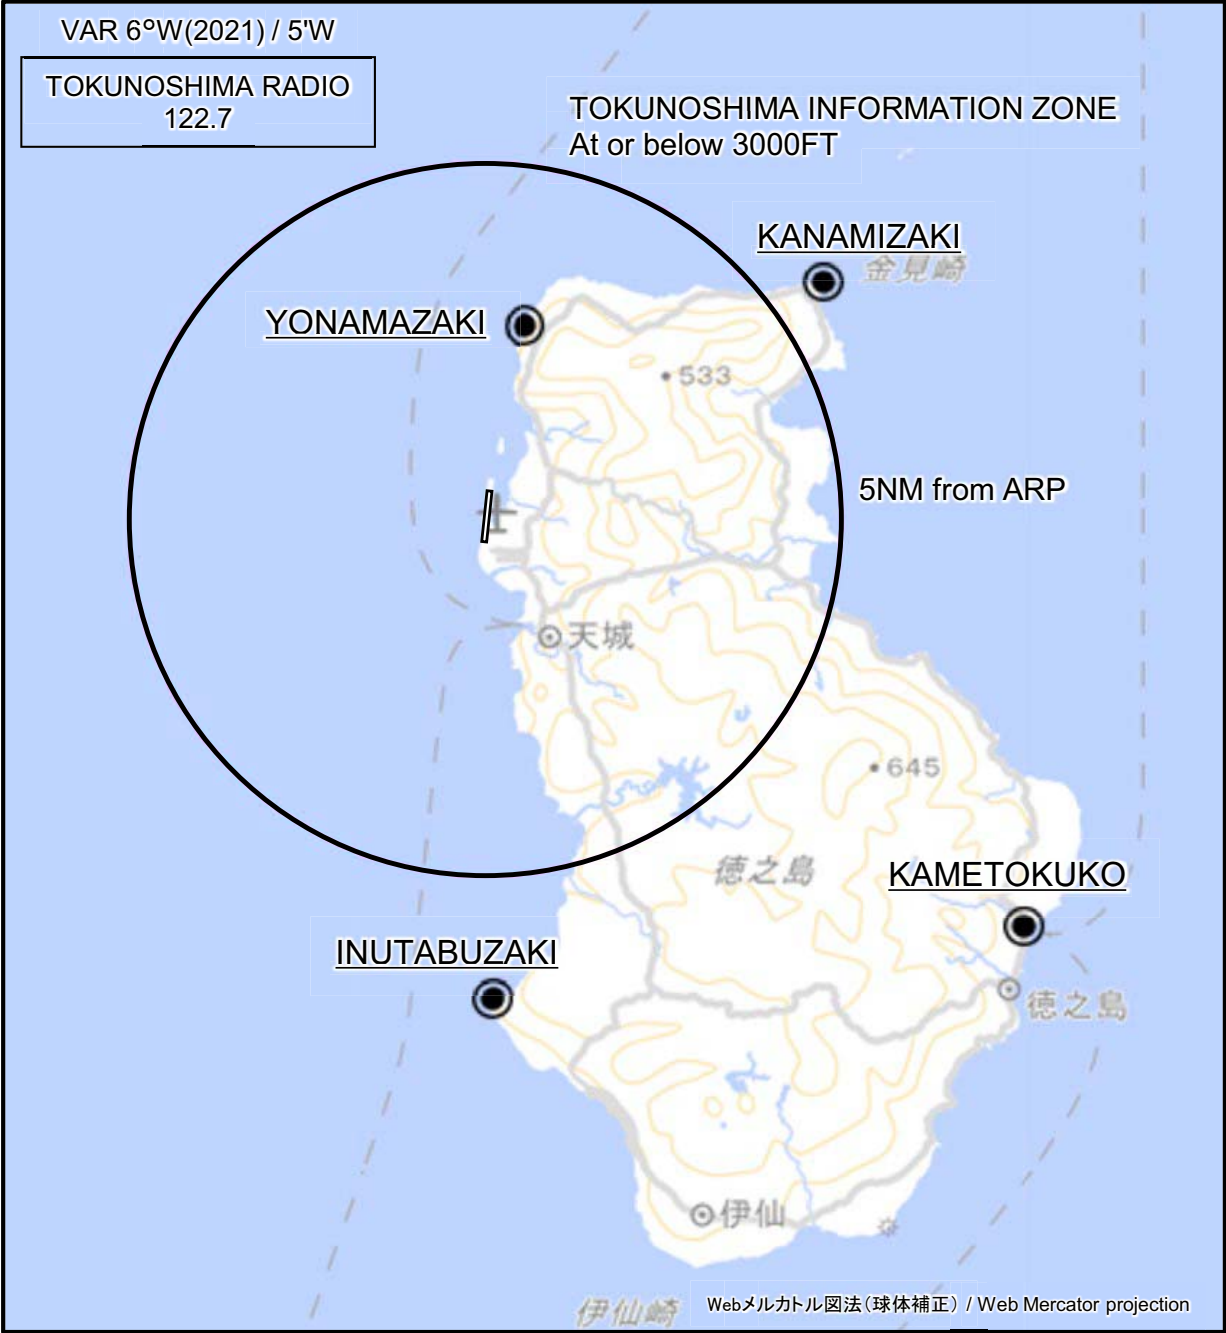 VAR 6°W(2021) / 5'W
TOKUNOSHIMA RADIO
122.7
TOKUNOSHIMA INFORMATION ZONE
At or below 3000FT
KANAMIZAKI
金見崎
YONAMAZAKI
533
5NM from ARP
天城
645
徳之島
KAMETOKUKO
INUTABUZAKI
徳之島
伊仙
伊仙崎
Webメルカトル図法(球体補正) / Web Mercator projection